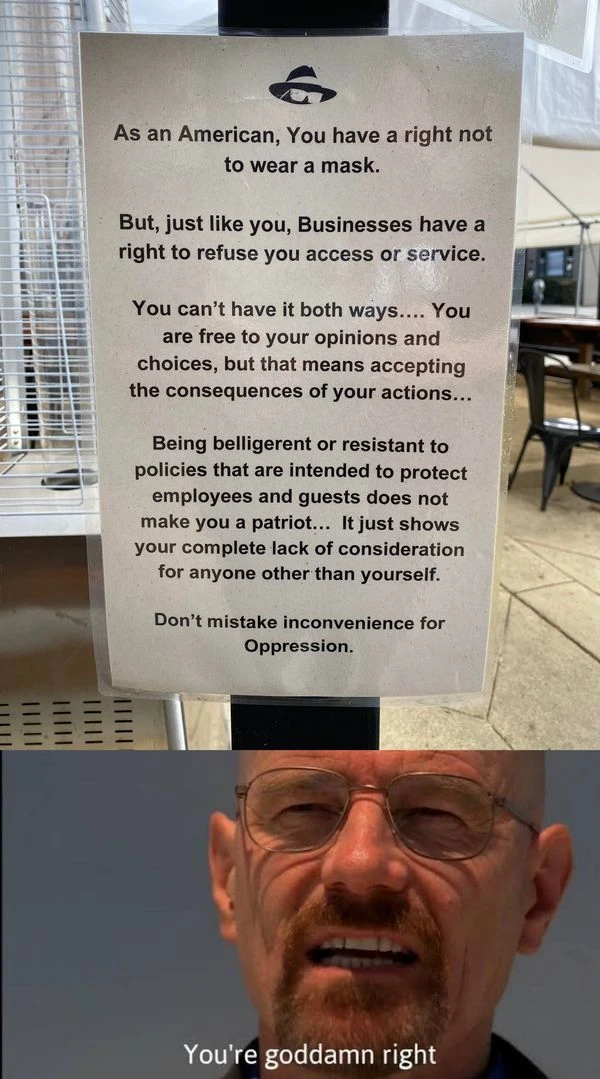 As an American, You have a right not
to wear a mask.
But, just like you, Businesses have a
right to refuse you access or service.
You can't have it both ways.... You
are free to your opinions and
choices, but that means accepting
the consequences of your actions...
Being belligerent or resistant to
policies that are intended to protect
employees and guests does not
make you a patriot... It just shows
your complete lack of consideration
for anyone other than yourself.
Don't mistake inconvenience for
Oppression.
You're goddamn right